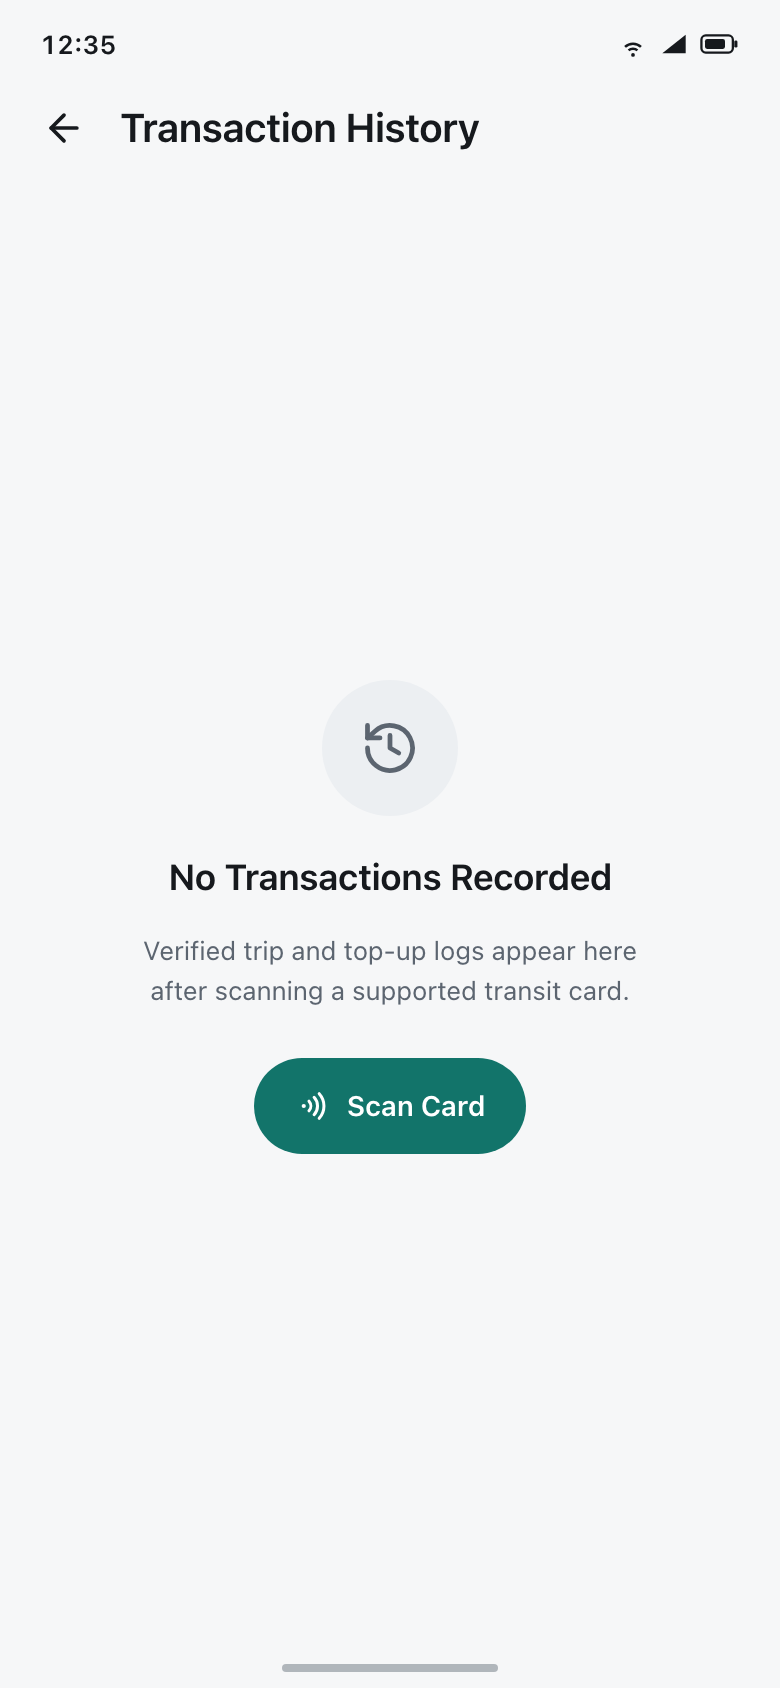 12:35
Transaction History
No Transactions Recorded
Verified trip and top-up logs appear here
after scanning a supported transit card.
Scan Card